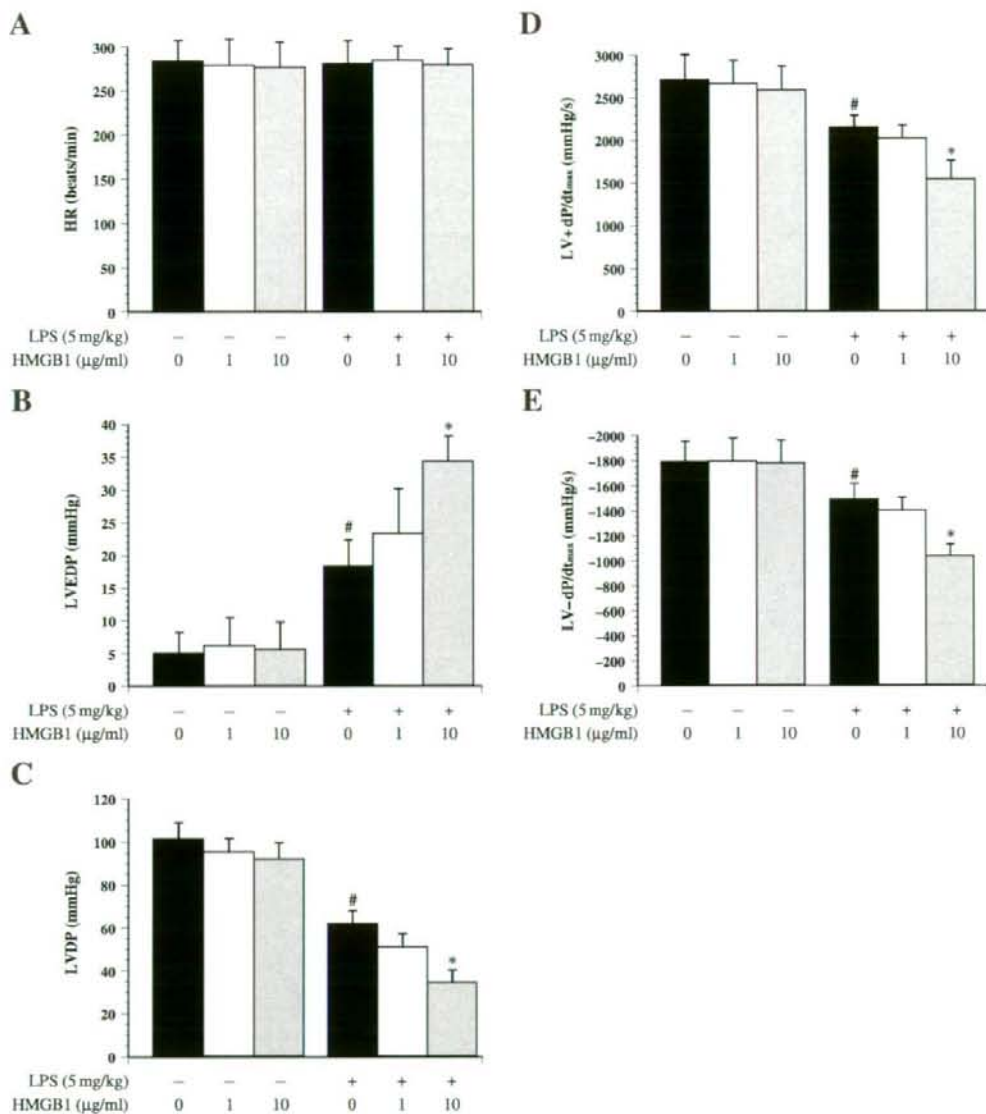 A
HR (beats/min)
300
250
200
150
100
50
0
LPS (5 mg/kg) − − − + + +
HMGB1 (μg/ml) 0 1 10 0 1 10
B
LVEDP (mmHg)
40
35
30
25
20
15
10
5
0
#
*
LPS (5 mg/kg) − − − + + +
HMGB1 (μg/ml) 0 1 10 0 1 10
C
LVDP (mmHg)
120
100
80
60
40
20
0
#
*
LPS (5 mg/kg) − − − + + +
HMGB1 (μg/ml) 0 1 10 0 1 10
D
LV+dP/dtmax (mmHg/s)
3000
2500
2000
1500
1000
500
0
#
*
LPS (5 mg/kg) − − − + + +
HMGB1 (μg/ml) 0 1 10 0 1 10
E
LV−dP/dtmax (mmHg/s)
−2000
−1800
−1600
−1400
−1200
−1000
−800
−600
−400
−200
0
#
*
LPS (5 mg/kg) − − − + + +
HMGB1 (μg/ml) 0 1 10 0 1 10